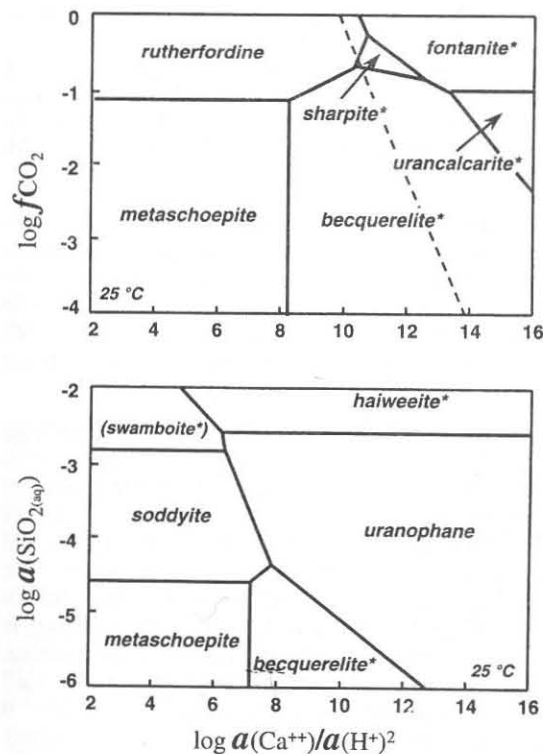 0
rutherfordine
fontanite*
-1
sharpite*
urancalcarite*
log fCO2
-2
metaschoepite
becquerelite*
-3
25 °C
-4
2 4 6 8 10 12 14 16
-2
haiweeite*
(swamboite*)
-3
log a(SiO2(aq))
soddyite
uranophane
-4
-5
metaschoepite
becquerelite*
25 °C
-6
2 4 6 8 10 12 14 16
log a(Ca++)/a(H+)2